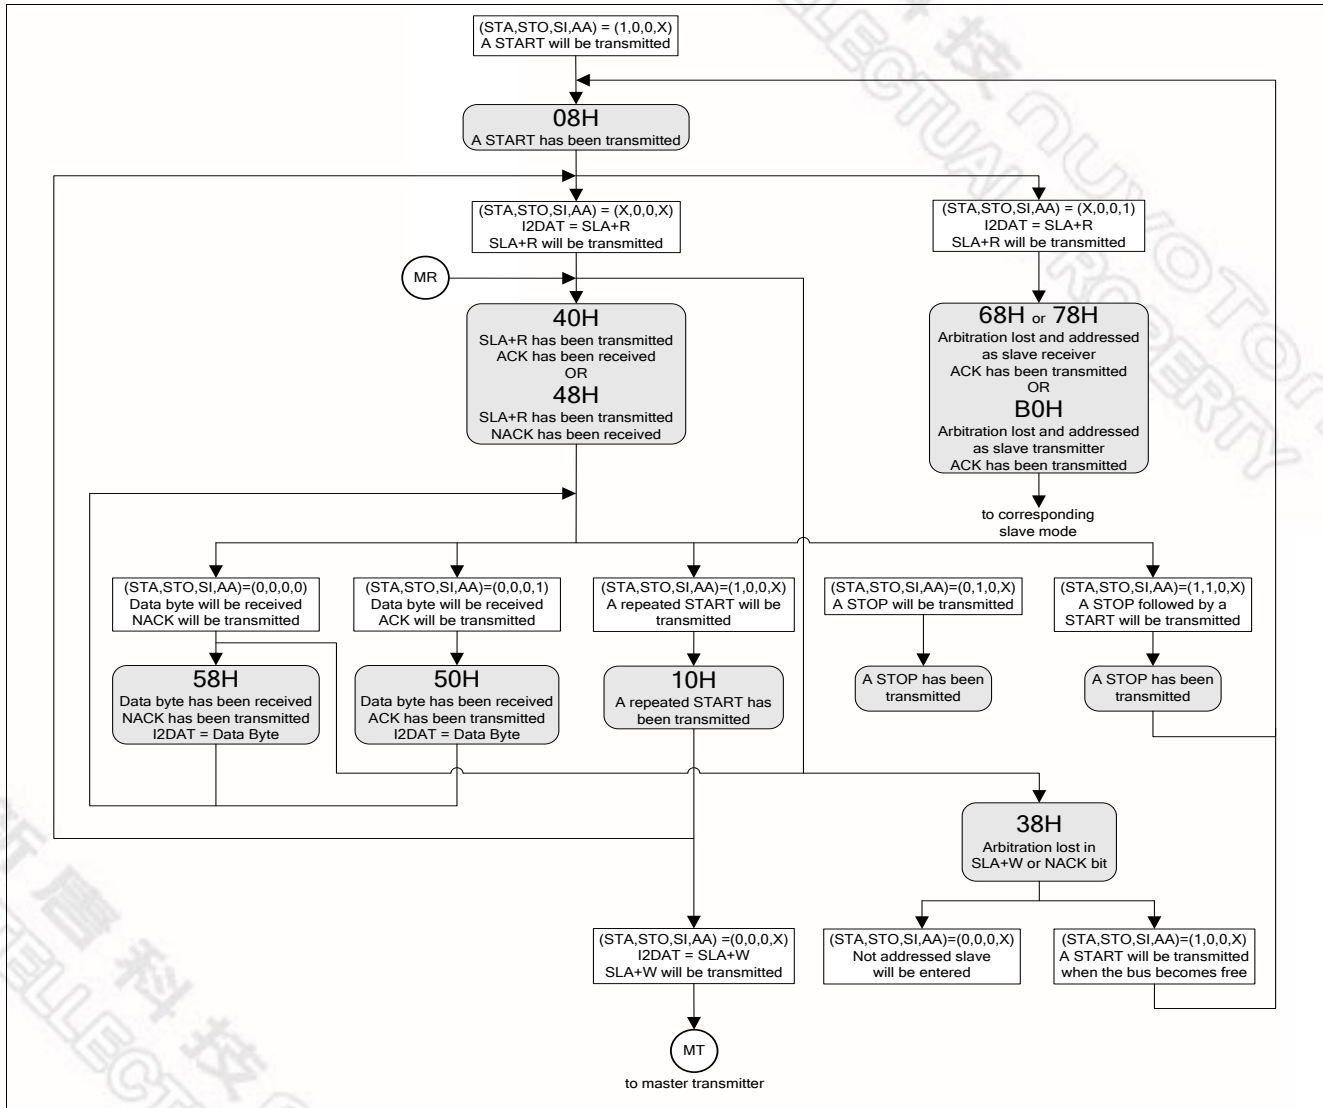 (STA,STO,SI,AA) = (1,0,0,X)
A START will be transmitted
08H
A START has been transmitted
(STA,STO,SI,AA) = (X,0,0,X)
I2DAT = SLA+R
SLA+R will be transmitted
(STA,STO,SI,AA) = (X,0,0,1)
I2DAT = SLA+R
SLA+R will be transmitted
MR
40H
SLA+R has been transmitted
ACK has been received
OR
48H
SLA+R has been transmitted
NACK has been received
68H or 78H
Arbitration lost and addressed
as slave receiver
ACK has been transmitted
OR
B0H
Arbitration lost and addressed
as slave transmitter
ACK has been transmitted
to corresponding
slave mode
(STA,STO,SI,AA)=(0,0,0,0)
Data byte will be received
NACK will be transmitted
(STA,STO,SI,AA)=(0,0,0,1)
Data byte will be received
ACK will be transmitted
(STA,STO,SI,AA)=(1,0,0,X)
A repeated START will be
transmitted
(STA,STO,SI,AA)=(0,1,0,X)
A STOP will be transmitted
(STA,STO,SI,AA)=(1,1,0,X)
A STOP followed by a
START will be transmitted
58H
Data byte has been received
NACK has been transmitted
I2DAT = Data Byte
50H
Data byte has been received
ACK has been transmitted
I2DAT = Data Byte
10H
A repeated START has
been transmitted
A STOP has been
transmitted
A STOP has been
transmitted
38H
Arbitration lost in
SLA+W or NACK bit
(STA,STO,SI,AA) =(0,0,0,X)
I2DAT = SLA+W
SLA+W will be transmitted
(STA,STO,SI,AA)=(0,0,0,X)
Not addressed slave
will be entered
(STA,STO,SI,AA)=(1,0,0,X)
A START will be transmitted
when the bus becomes free
MT
to master transmitter